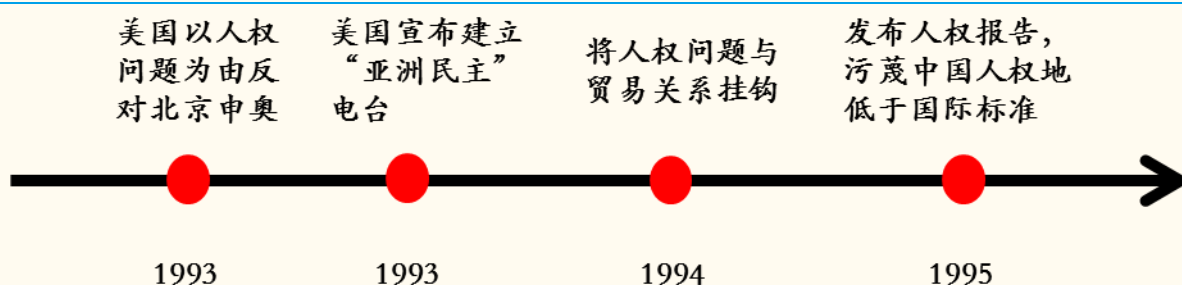 美国以人权
问题为由反
对北京申奥
美国宣布建立
“亚洲民主”
电台
将人权问题与
贸易关系挂钩
发布人权报告，
污蔑中国人权地
低于国际标准
1993
1993
1994
1995